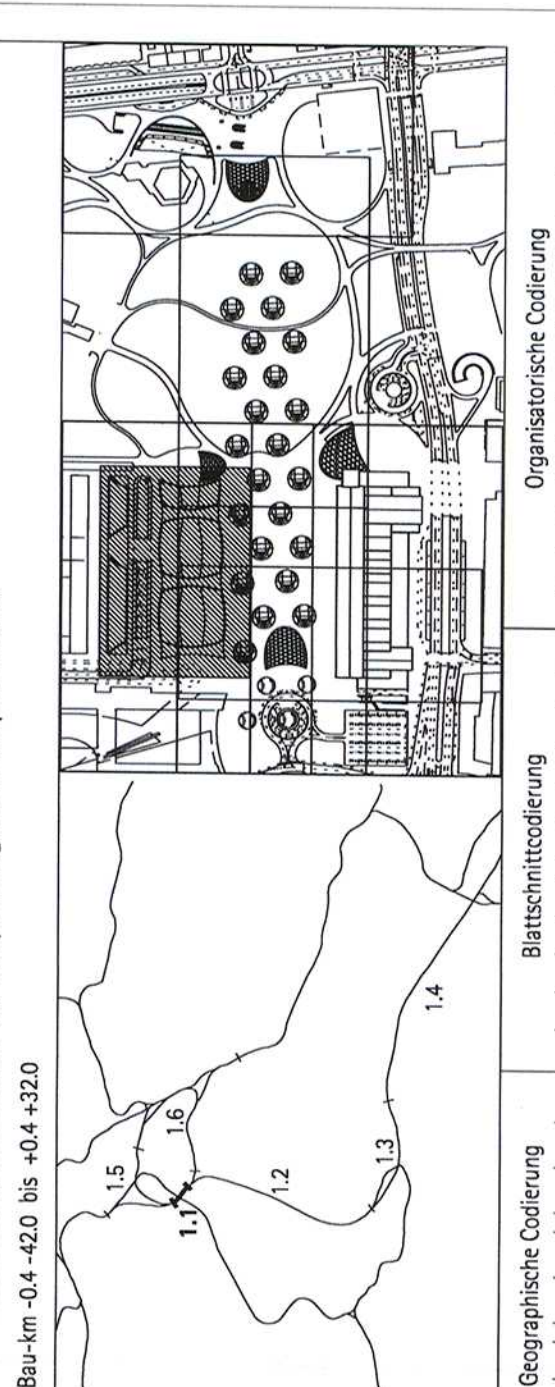 Bau-km -0.4 -42.0 bis +0.4 +32.0
1.5
1.6
1.1
1.2
1.3
1.4
Geographische Codierung
Blattschnittcodierung
Organisatorische Codierung